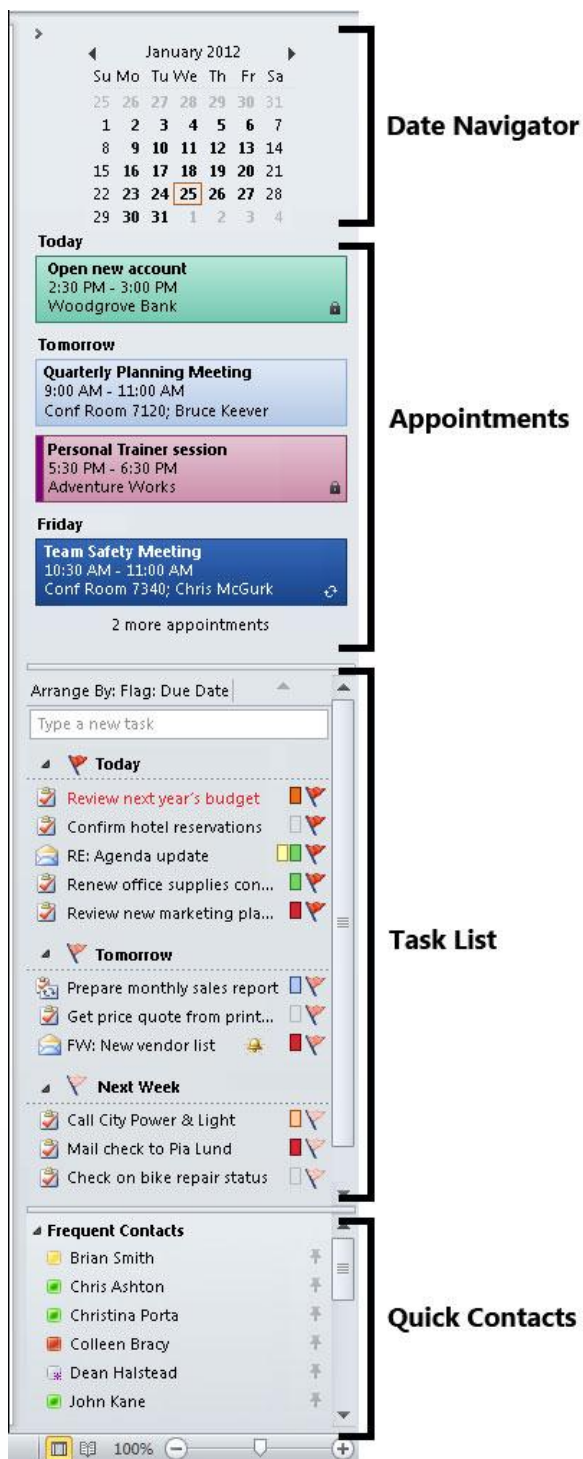 January 2012
Su Mo Tu We Th Fr Sa
25 26 27 28 29 30 31
1 2 3 4 5 6 7
8 9 10 11 12 13 14
15 16 17 18 19 20 21
22 23 24 25 26 27 28
29 30 31 1 2 3 4
Date Navigator
Today
Open new account
2:30 PM - 3:00 PM
Woodgrove Bank
Tomorrow
Quarterly Planning Meeting
9:00 AM - 11:00 AM
Conf Room 7120; Bruce Keever
Personal Trainer session
5:30 PM - 6:30 PM
Adventure Works
Friday
Team Safety Meeting
10:30 AM - 11:00 AM
Conf Room 7340; Chris McGurk
2 more appointments
Appointments
Arrange By: Flag: Due Date
Type a new task
Today
Review next year's budget
Confirm hotel reservations
RE: Agenda update
Renew office supplies con...
Review new marketing pla...
Tomorrow
Prepare monthly sales report
Get price quote from print...
FW: New vendor list
Next Week
Call City Power & Light
Mail check to Pia Lund
Check on bike repair status
Task List
Frequent Contacts
Brian Smith
Chris Ashton
Christina Porta
Colleen Bracy
Dean Halstead
John Kane
Quick Contacts
100%